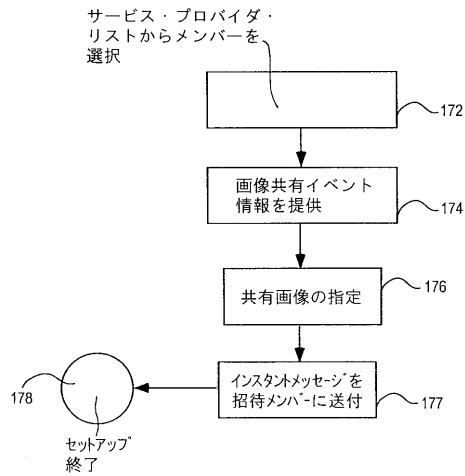 サービス・プロバイダ・
リストからメンバーを
選択
172
画像共有イベント
情報を提供
174
共有画像の指定
176
インスタントメッセージを
招待メンバーに送付
177
178
セットアップ
終了